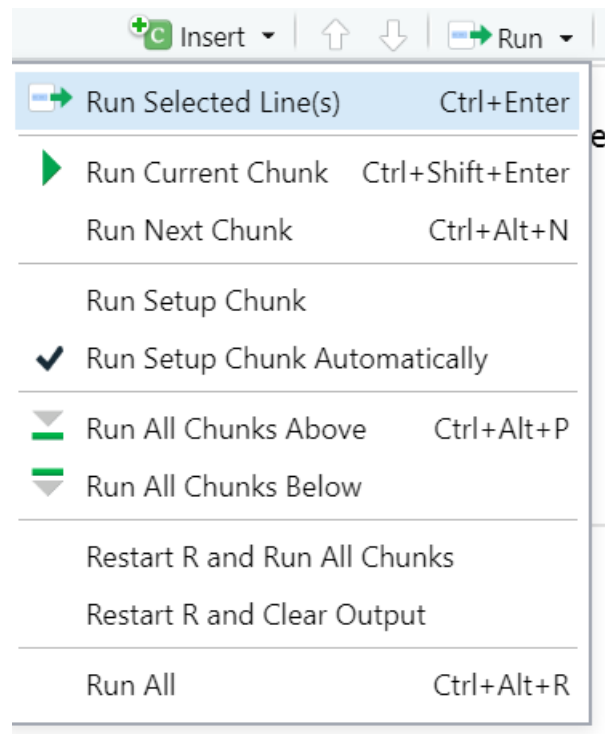 C Insert Run
Run Selected Line(s) Ctrl+Enter
e
Run Current Chunk Ctrl+Shift+Enter
Run Next Chunk Ctrl+Alt+N
Run Setup Chunk
Run Setup Chunk Automatically
Run All Chunks Above Ctrl+Alt+P
Run All Chunks Below
Restart R and Run All Chunks
Restart R and Clear Output
Run All Ctrl+Alt+R